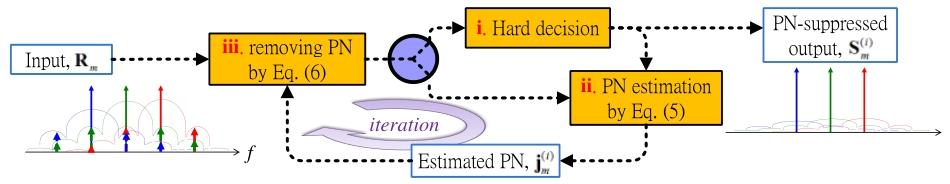 Input, R_m
iii. removing PN
by Eq. (6)
i. Hard decision
PN-suppressed
output, S_m^(i)
ii. PN estimation
by Eq. (5)
iteration
Estimated PN, j_m^(i)
f